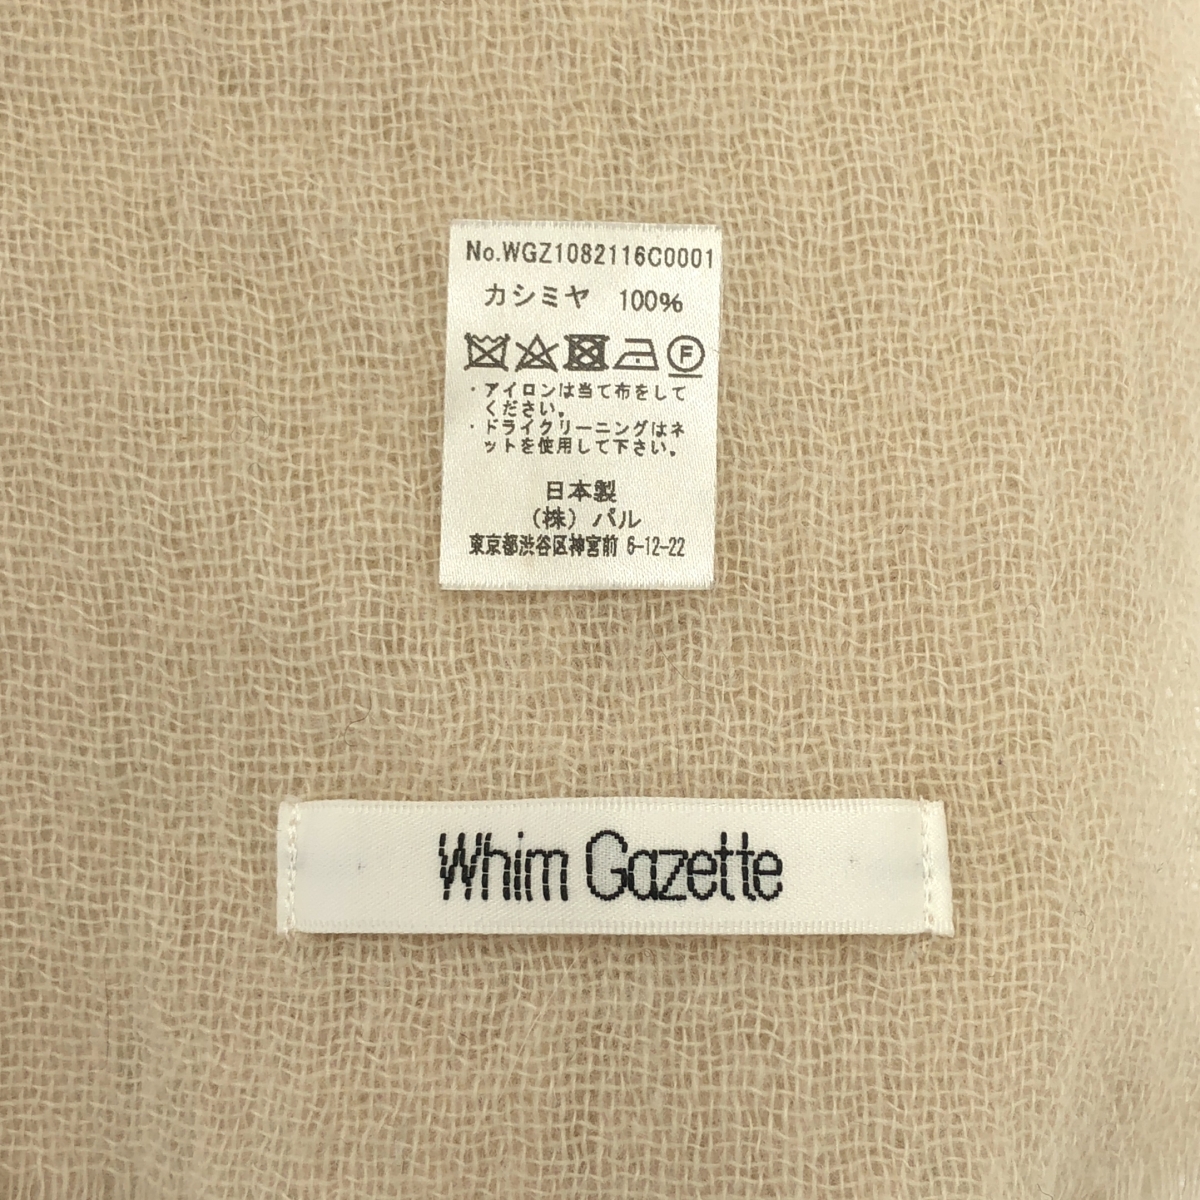 No.WGZ1082116C0001
カシミヤ 100%
F
・アイロンは当て布をして
ください。
・ドライクリーニングはネ
ットを使用して下さい。
日本製
（株）パル
東京都渋谷区神宮前 6-12-22
Whim Gazette